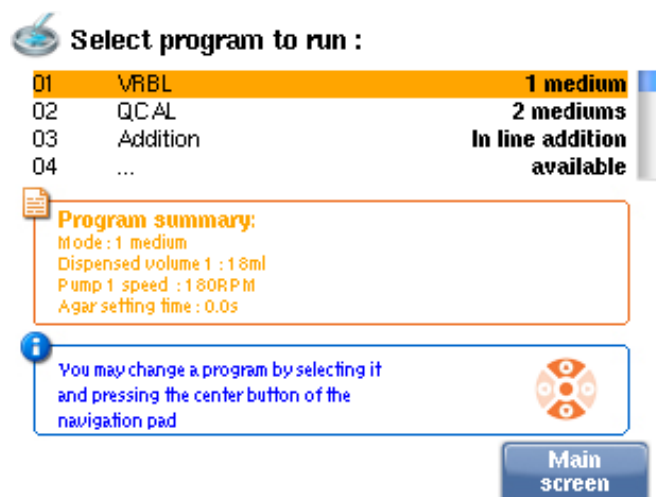 Select program to run :
01 VRBL 1 medium
02 QCAL 2 mediums
03 Addition In line addition
04 ... available
Program summary:
Mode : 1 medium
Dispensed volume 1 : 18ml
Pump 1 speed : 180RPM
Agar setting time : 0.0s
You may change a program by selecting it
and pressing the center button of the
navigation pad
Main
screen